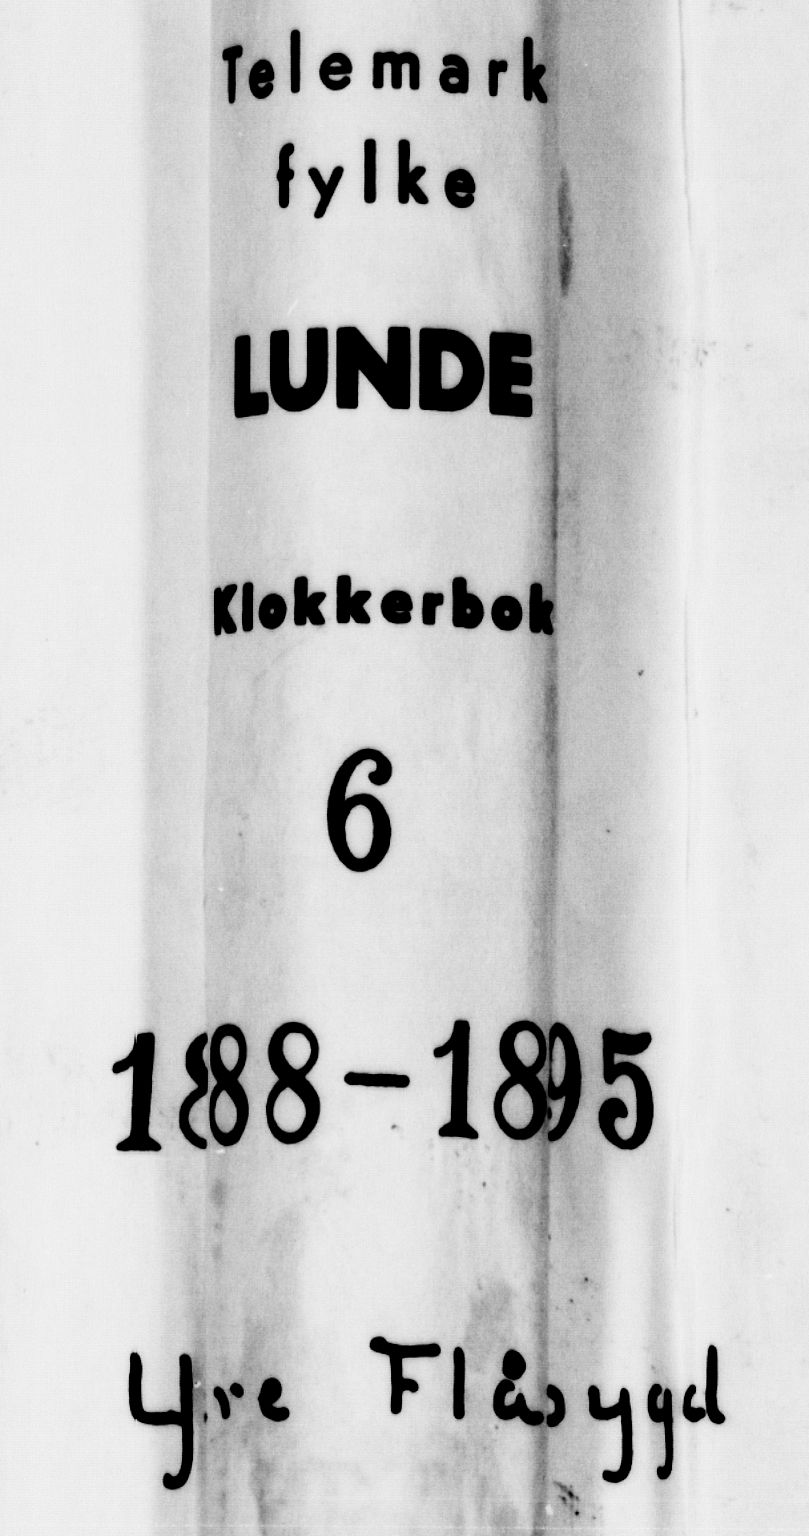 Telemark
fylke
LUNDE
Klokkerbok
6
1888-1895
Yre Flåbygd